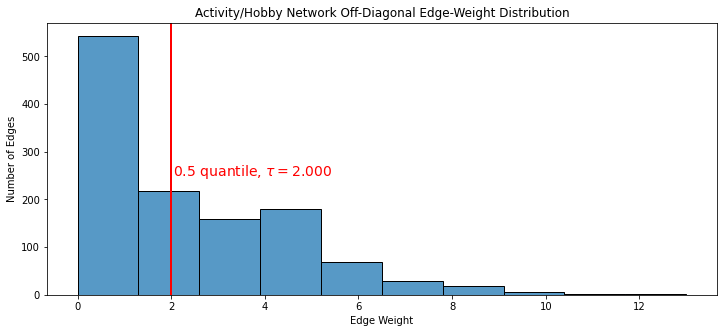 Activity/Hobby Network Off-Diagonal Edge-Weight Distribution
Number of Edges
500
400
300
200
100
0
0.5 quantile, τ = 2.000
0 2 4 6 8 10 12
Edge Weight